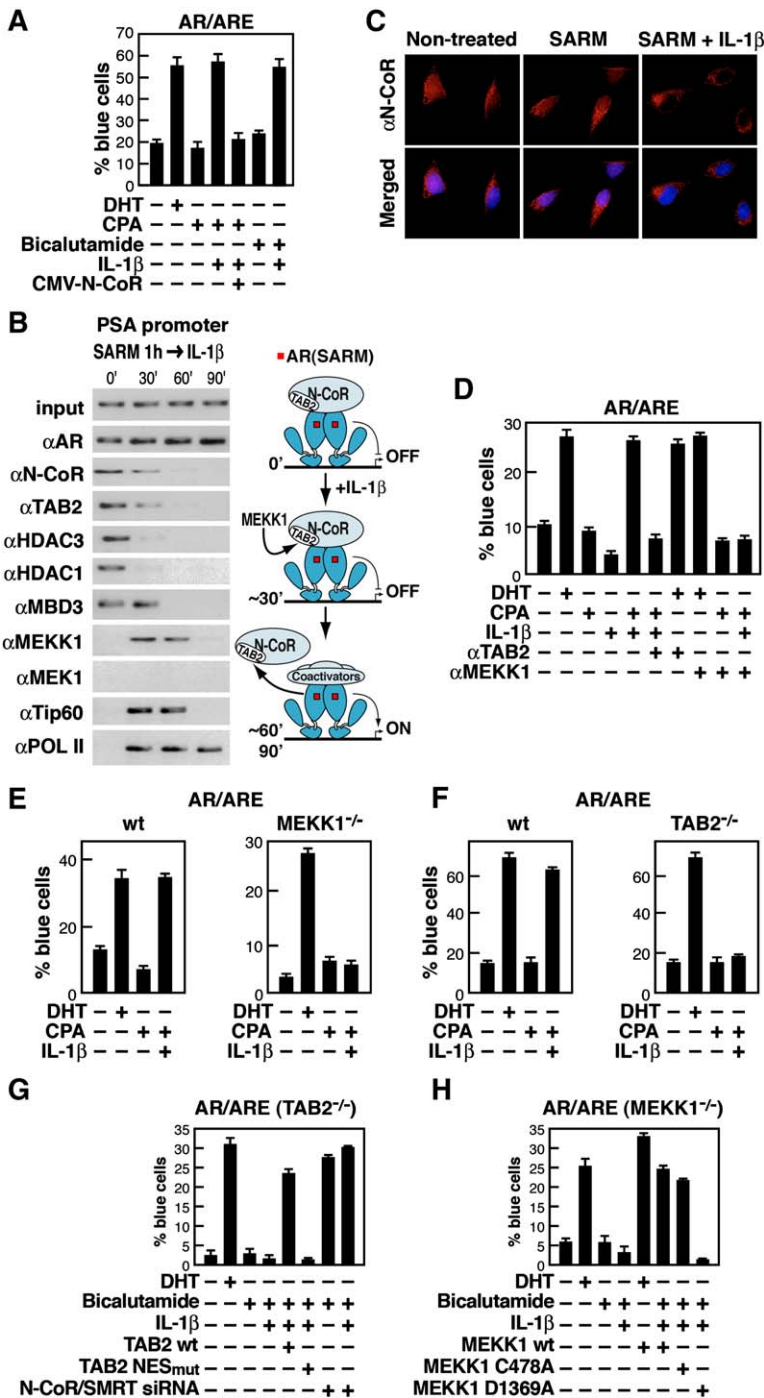 A
AR/ARE
% blue cells
70
60
50
40
30
20
10
0
DHT − + − − − − −
CPA − − + + + − −
Bicalutamide − − − − − + +
IL-1β − − − + + − +
CMV-N-CoR − − − − + − −
B
PSA promoter
SARM 1h → IL-1β
0' 30' 60' 90'
input
αAR
αN-CoR
αTAB2
αHDAC3
αHDAC1
αMBD3
αMEKK1
αMEK1
αTip60
αPOL II
AR(SARM)
N-CoR
TAB2
0'
OFF
+IL-1β
MEKK1
N-CoR
TAB2
~30'
OFF
N-CoR
TAB2
Coactivators
~60'
90'
ON
C
Non-treated SARM SARM + IL-1β
αN-CoR
Merged
D
AR/ARE
% blue cells
30
20
10
0
DHT − + − − − − + + − −
CPA − − + − + + − − + +
IL-1β − − − + + + − − − +
αTAB2 − − − − − + + − − −
αMEKK1 − − − − − − − + + +
E
AR/ARE
wt
% blue cells
40
20
0
DHT − + − −
CPA − − + +
IL-1β − − − +
MEKK1-/-
30
20
10
0
DHT − + − −
CPA − − + +
IL-1β − − − +
F
AR/ARE
wt
% blue cells
60
40
20
0
DHT − + − −
CPA − − + +
IL-1β − − − +
TAB2-/-
60
40
20
0
DHT − + − −
CPA − − + +
IL-1β − − − +
G
AR/ARE (TAB2-/-)
% blue cells
35
30
25
20
15
10
5
0
DHT − + − − − − − −
Bicalutamide − − + + + + + +
IL-1β − − − + + + − +
TAB2 wt − − − − + − − −
TAB2 NESmut − − − − − + − −
N-CoR/SMRT siRNA − − − − − − + +
H
AR/ARE (MEKK1-/-)
% blue cells
35
30
25
20
15
10
5
0
DHT − + − − + − − −
Bicalutamide − − + + − + + +
IL-1β − − − + − + + +
MEKK1 wt − − − − + + − −
MEKK1 C478A − − − − − − + −
MEKK1 D1369A − − − − − − − +